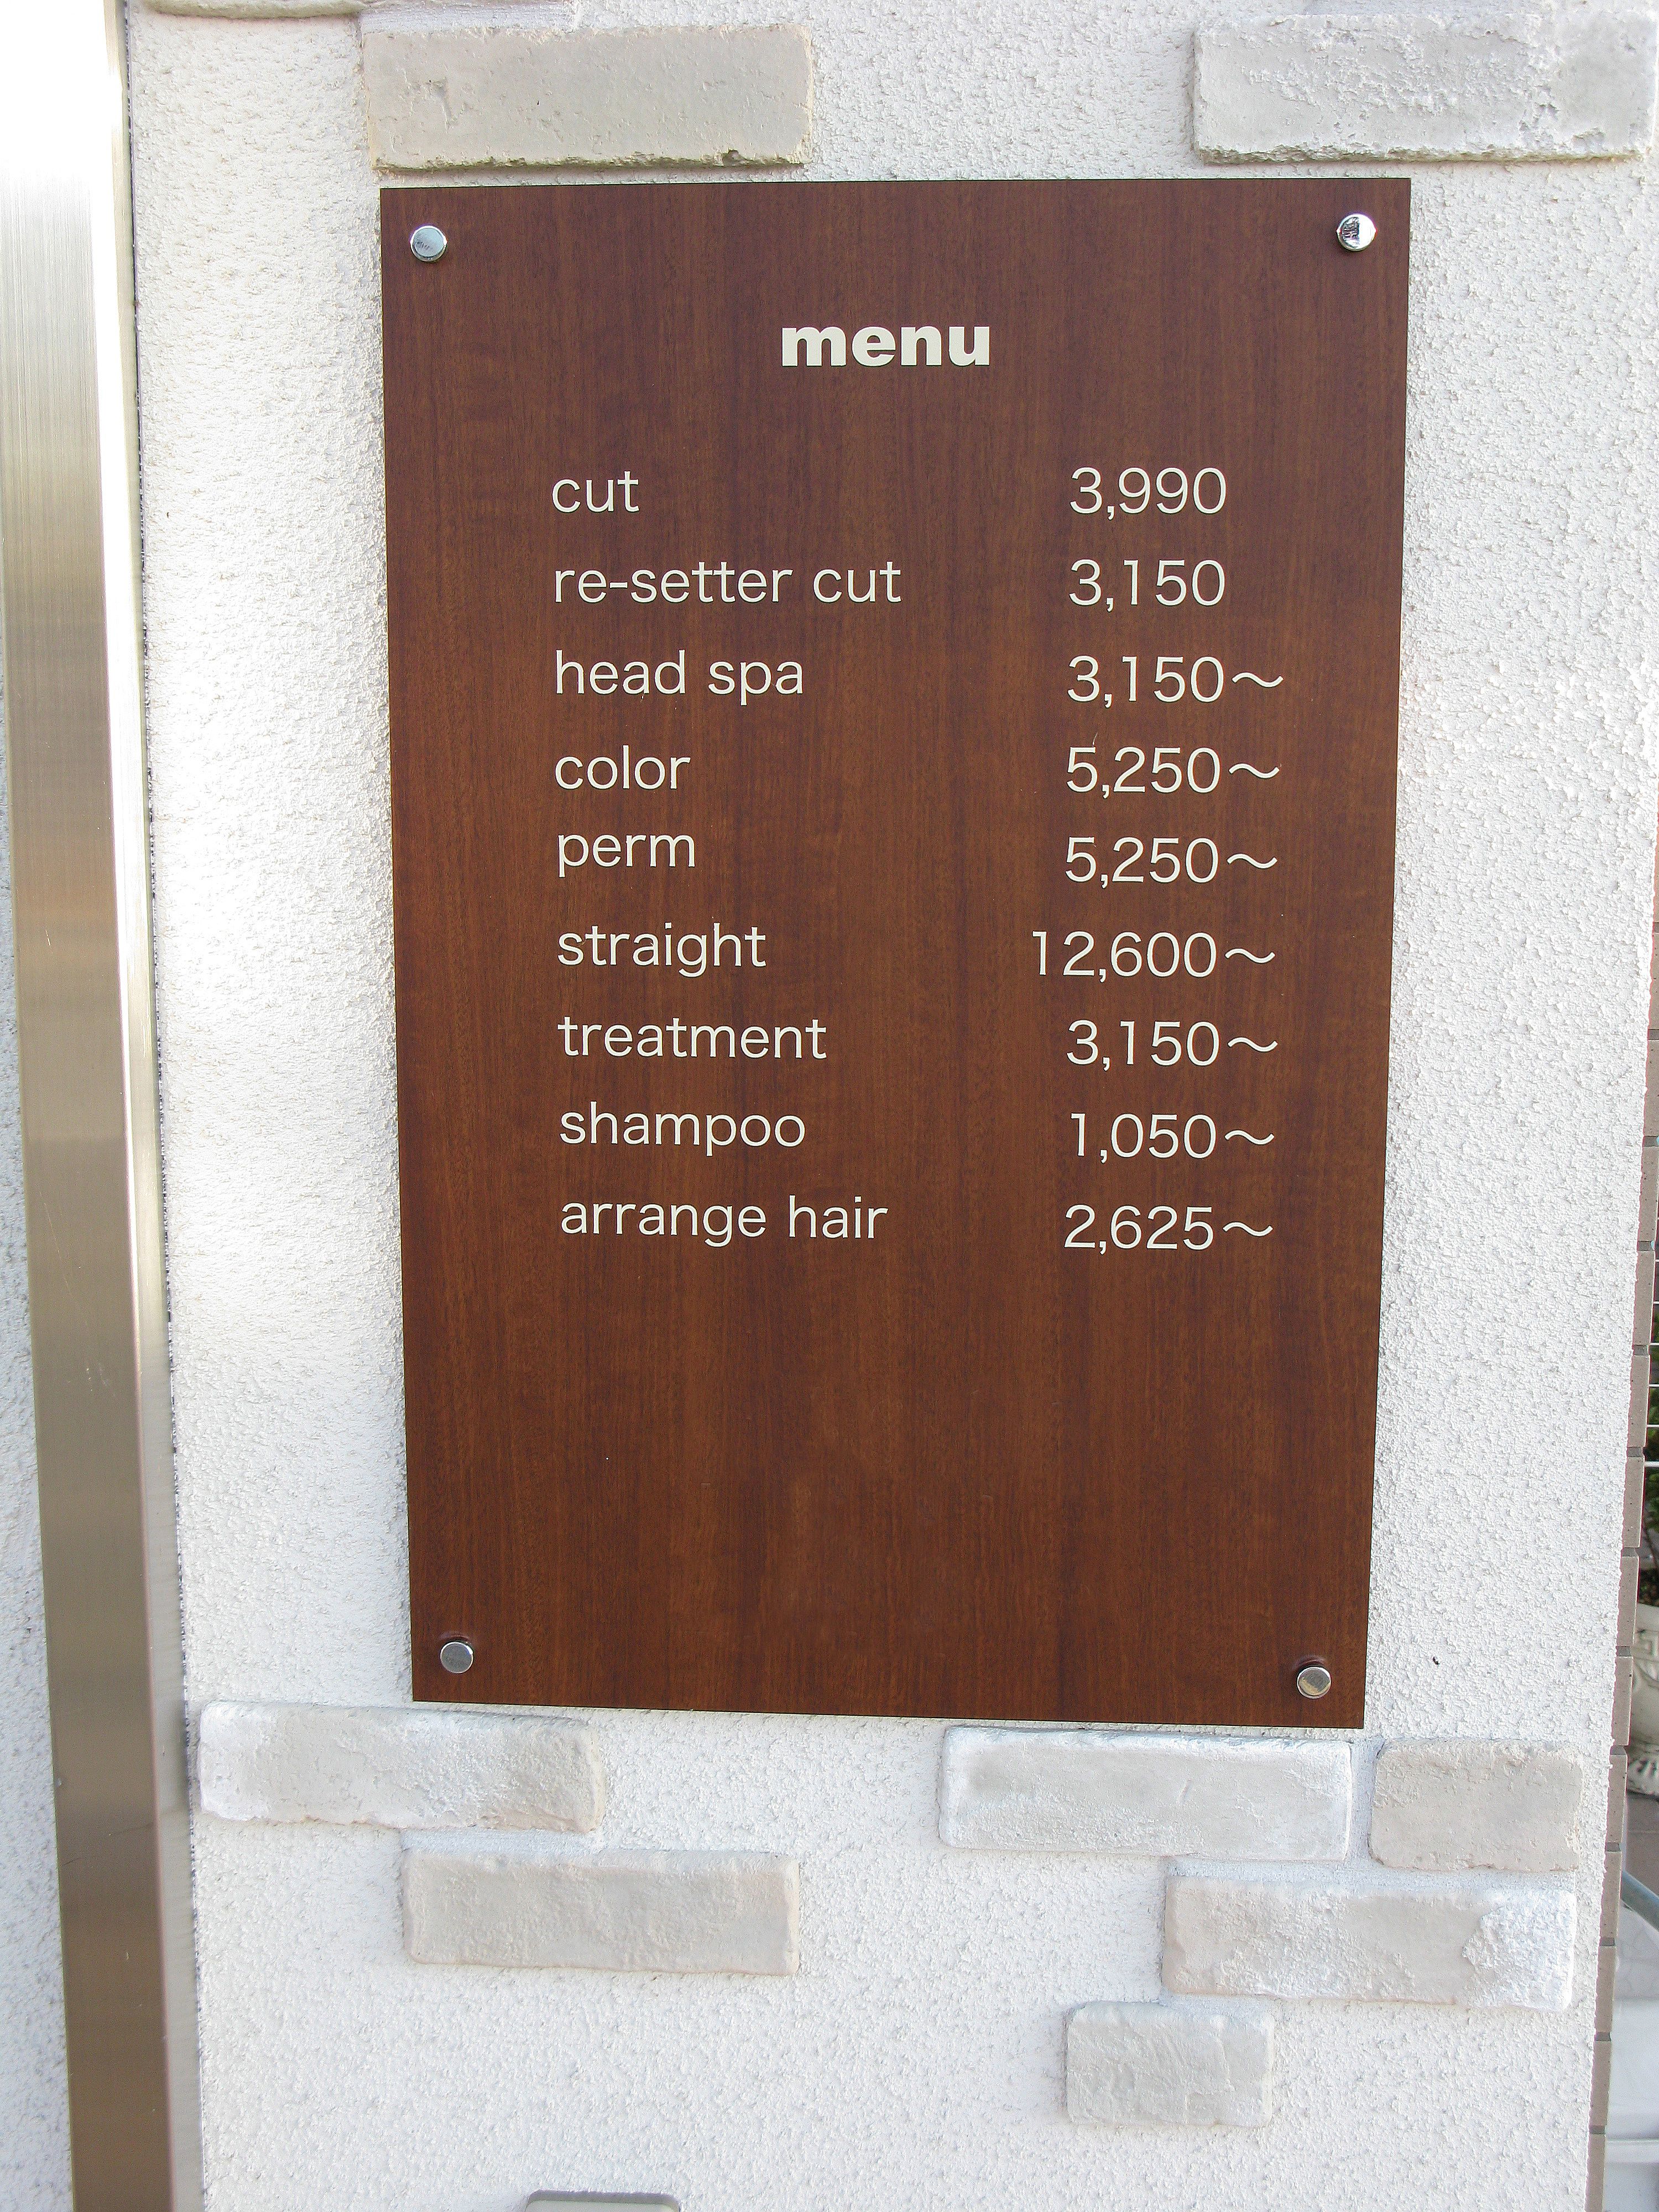 menu
cut 3,990
re-setter cut 3,150
head spa 3,150～
color 5,250～
perm 5,250～
straight 12,600～
treatment 3,150～
shampoo 1,050～
arrange hair 2,625～